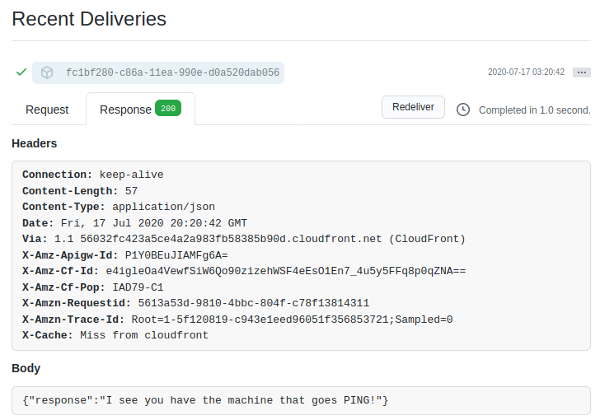 Recent Deliveries
fc1bf280-c86a-11ea-990e-d0a520dab056 2020-07-17 03:20:42 ...
Request Response 200 Redeliver Completed in 1.0 second.
Headers
Connection: keep-alive
Content-Length: 57
Content-Type: application/json
Date: Fri, 17 Jul 2020 20:20:42 GMT
Via: 1.1 56032fc423a5ce4a2a983fb58385b90d.cloudfront.net (CloudFront)
X-Amz-Apigw-Id: P1Y0BEuJIAMFg6A=
X-Amz-Cf-Id: e4igleOa4VewfSiW6Qo90zizehWSF4eEsO1En7_4u5y5FFq8p0qZNA==
X-Amz-Cf-Pop: IAD79-C1
X-Amzn-Requestid: 5613a53d-9810-4bbc-804f-c78f13814311
X-Amzn-Trace-Id: Root=1-5f120819-c943e1eed96051f356853721;Sampled=0
X-Cache: Miss from cloudfront
Body
{"response":"I see you have the machine that goes PING!"}